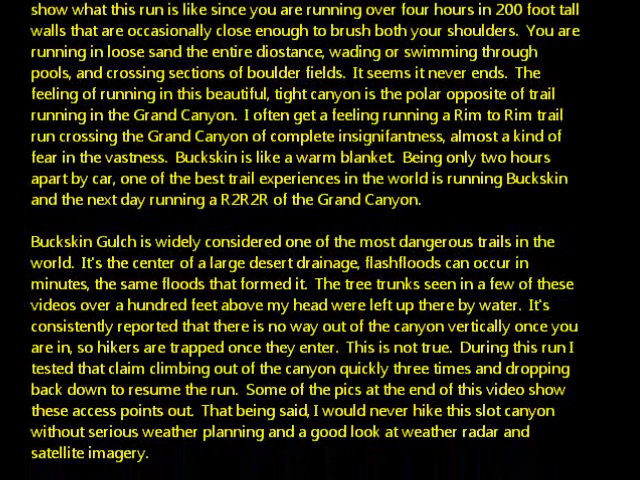 show what this run is like since you are running over four hours in 200 foot tall
walls that are occasionally close enough to brush both your shoulders.  You are
running in loose sand the entire diostance, wading or swimming through
pools, and crossing sections of boulder fields.  It seems it never ends.  The
feeling of running in this beautiful, tight canyon is the polar opposite of trail
running in the Grand Canyon.  I often get a feeling running a Rim to Rim trail
run crossing the Grand Canyon of complete insignifantness, almost a kind of
fear in the vastness.  Buckskin is like a warm blanket.  Being only two hours
apart by car, one of the best trail experiences in the world is running Buckskin
and the next day running a R2R2R of the Grand Canyon.

Buckskin Gulch is widely considered one of the most dangerous trails in the
world.  It's the center of a large desert drainage, flashfloods can occur in
minutes, the same floods that formed it.  The tree trunks seen in a few of these
videos over a hundred feet above my head were left up there by water.  It's
consistently reported that there is no way out of the canyon vertically once you
are in, so hikers are trapped once they enter.  This is not true.  During this run I
tested that claim climbing out of the canyon quickly three times and dropping
back down to resume the run.  Some of the pics at the end of this video show
these access points out.  That being said, I would never hike this slot canyon
without serious weather planning and a good look at weather radar and
satellite imagery.